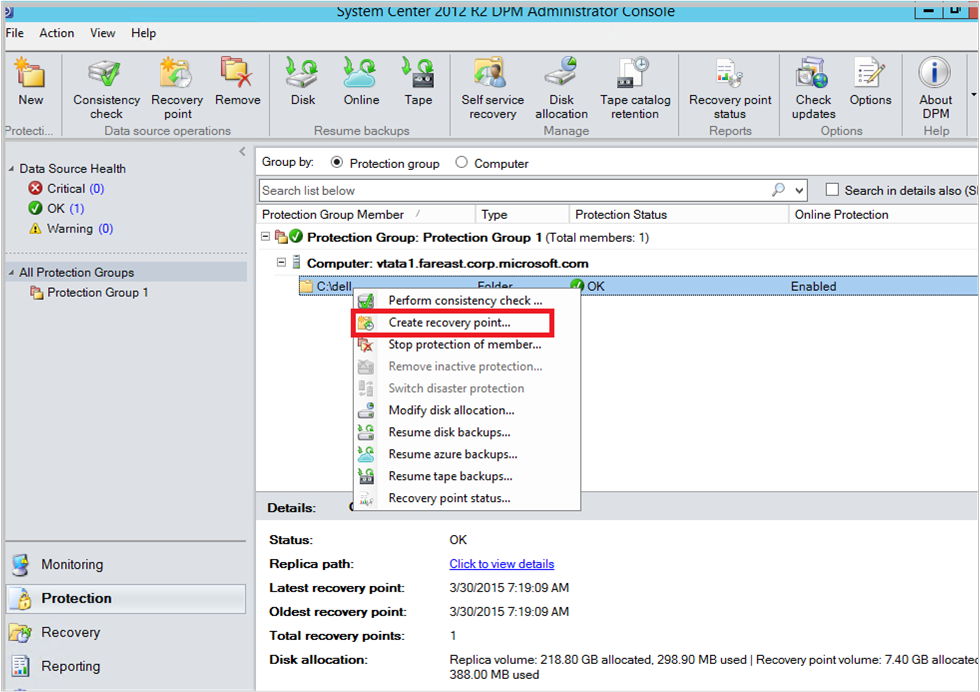 System Center 2012 R2 DPM Administrator Console
File Action View Help
New
Consistency check
Recovery point
Remove
Disk
Online
Tape
Self service recovery
Disk allocation
Tape catalog retention
Recovery point status
Check updates
Options
About DPM
Protecti...
Data source operations
Resume backups
Manage
Reports
Options
Help
Data Source Health
Critical (0)
OK (1)
Warning (0)
All Protection Groups
Protection Group 1
Monitoring
Protection
Recovery
Reporting
Group by: Protection group Computer
Search list below
Search in details also (Sl
Protection Group Member / Type Protection Status Online Protection
Protection Group: Protection Group 1 (Total members: 1)
Computer: vtata1.fareast.corp.microsoft.com
C:\dell Folder OK Enabled
Perform consistency check ...
Create recovery point...
Stop protection of member...
Remove inactive protection...
Switch disaster protection
Modify disk allocation...
Resume disk backups...
Resume azure backups...
Resume tape backups...
Recovery point status...
Details:
Status: OK
Replica path: Click to view details
Latest recovery point: 3/30/2015 7:19:09 AM
Oldest recovery point: 3/30/2015 7:19:09 AM
Total recovery points: 1
Disk allocation: Replica volume: 218.80 GB allocated, 298.90 MB used | Recovery point volume: 7.40 GB allocated
388.00 MB used